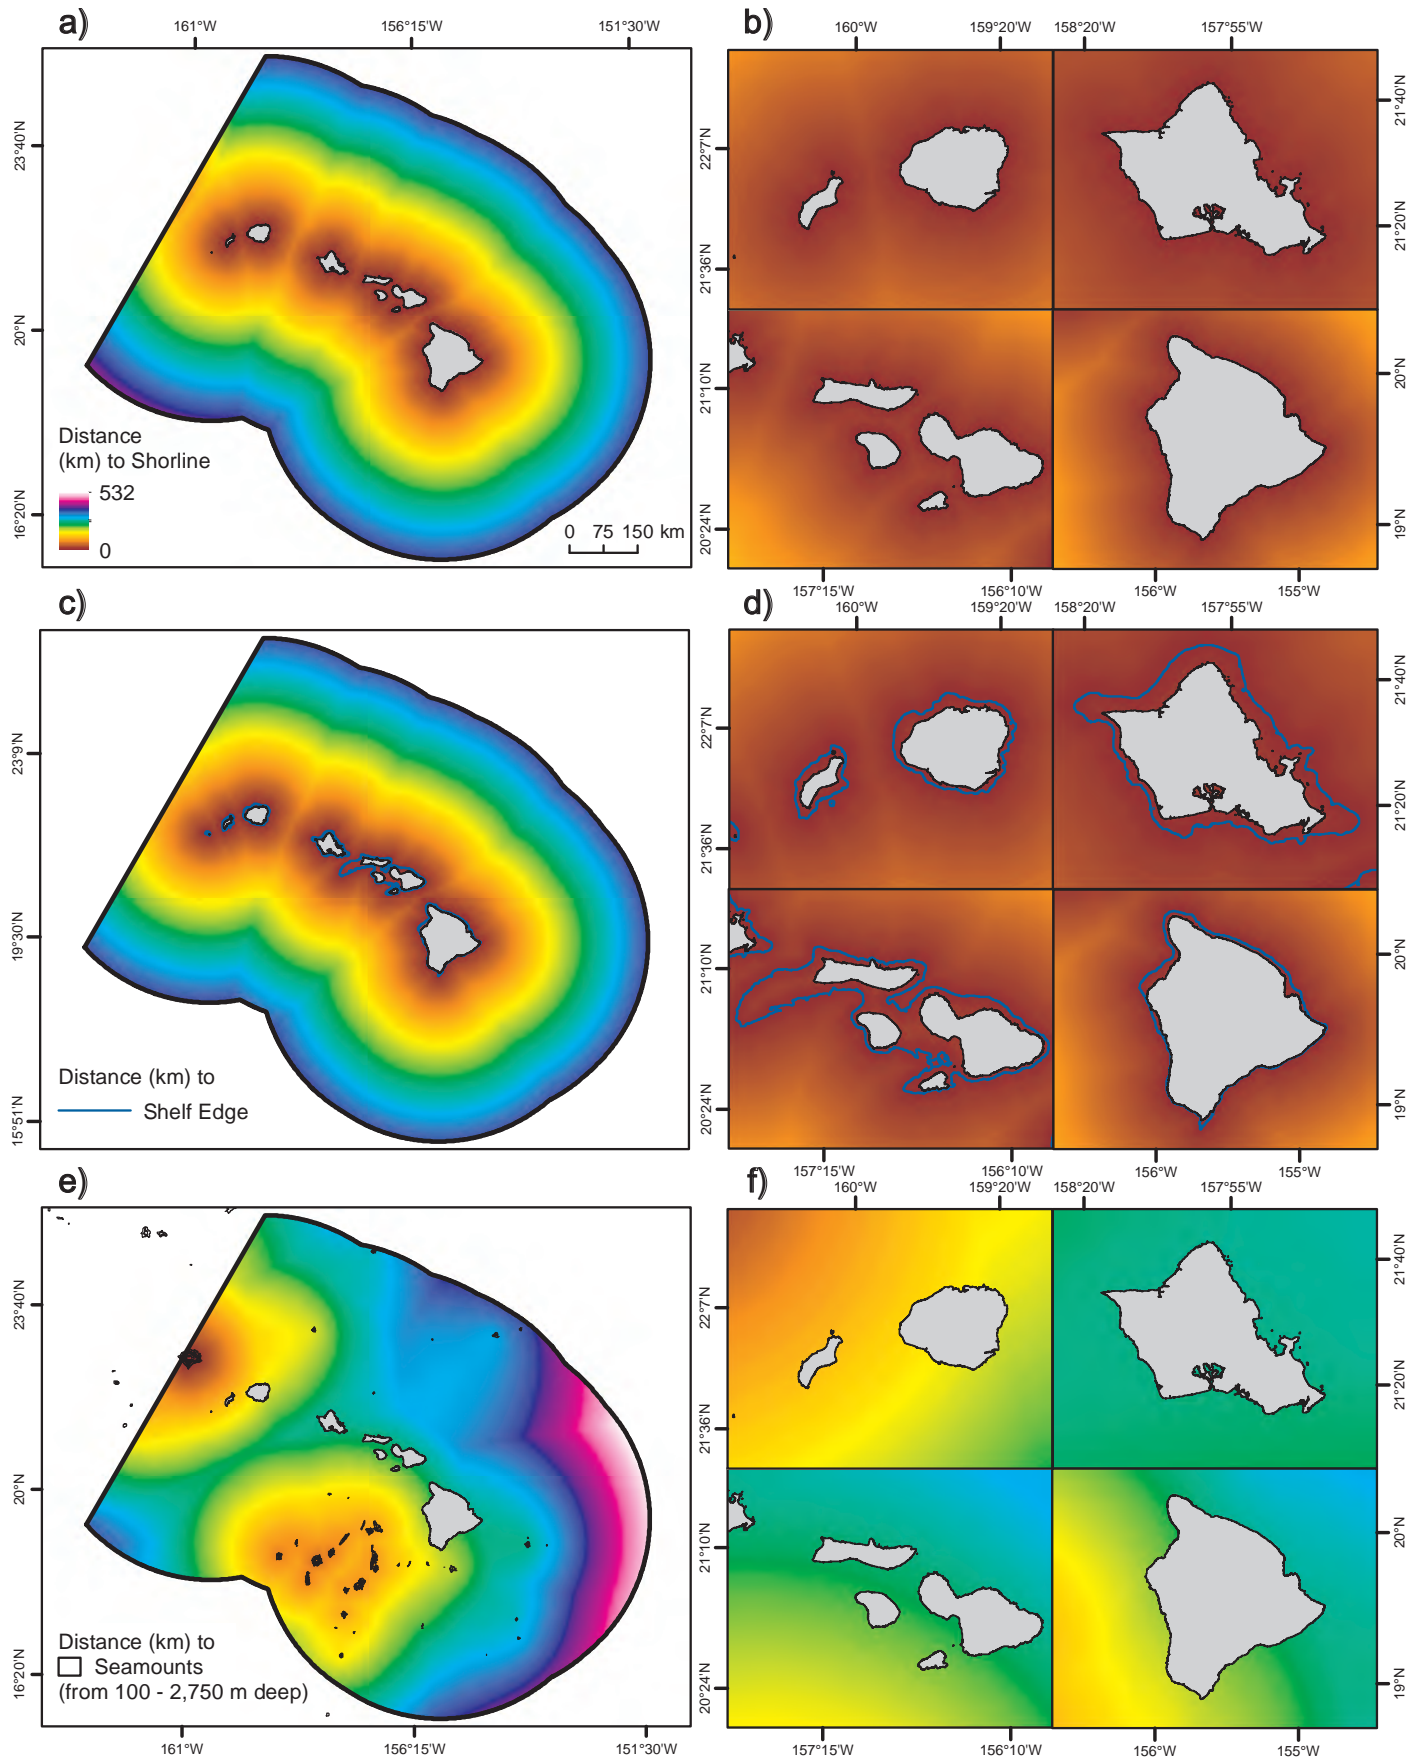 a)
161°W 156°15'W 151°30'W
23°40'N
20°N
16°20'N
Distance
(km) to Shorline
532
0
0 75 150 km
b)
160°W 159°20'W 158°20'W 157°55'W
22°7'N
21°36'N
21°40'N
21°20'N
21°10'N
20°24'N
20°N
19°N
157°15'W 156°10'W 156°W 155°W
c)
23°9'N
19°30'N
15°51'N
Distance (km) to
Shelf Edge
d)
160°W 159°20'W 158°20'W 157°55'W
22°7'N
21°36'N
21°40'N
21°20'N
21°10'N
20°24'N
20°N
19°N
157°15'W 156°10'W 156°W 155°W
e)
23°40'N
20°N
16°20'N
Distance (km) to
Seamounts
(from 100 - 2,750 m deep)
161°W 156°15'W 151°30'W
f)
160°W 159°20'W 158°20'W 157°55'W
22°7'N
21°36'N
21°40'N
21°20'N
21°10'N
20°24'N
20°N
19°N
157°15'W 156°10'W 156°W 155°W